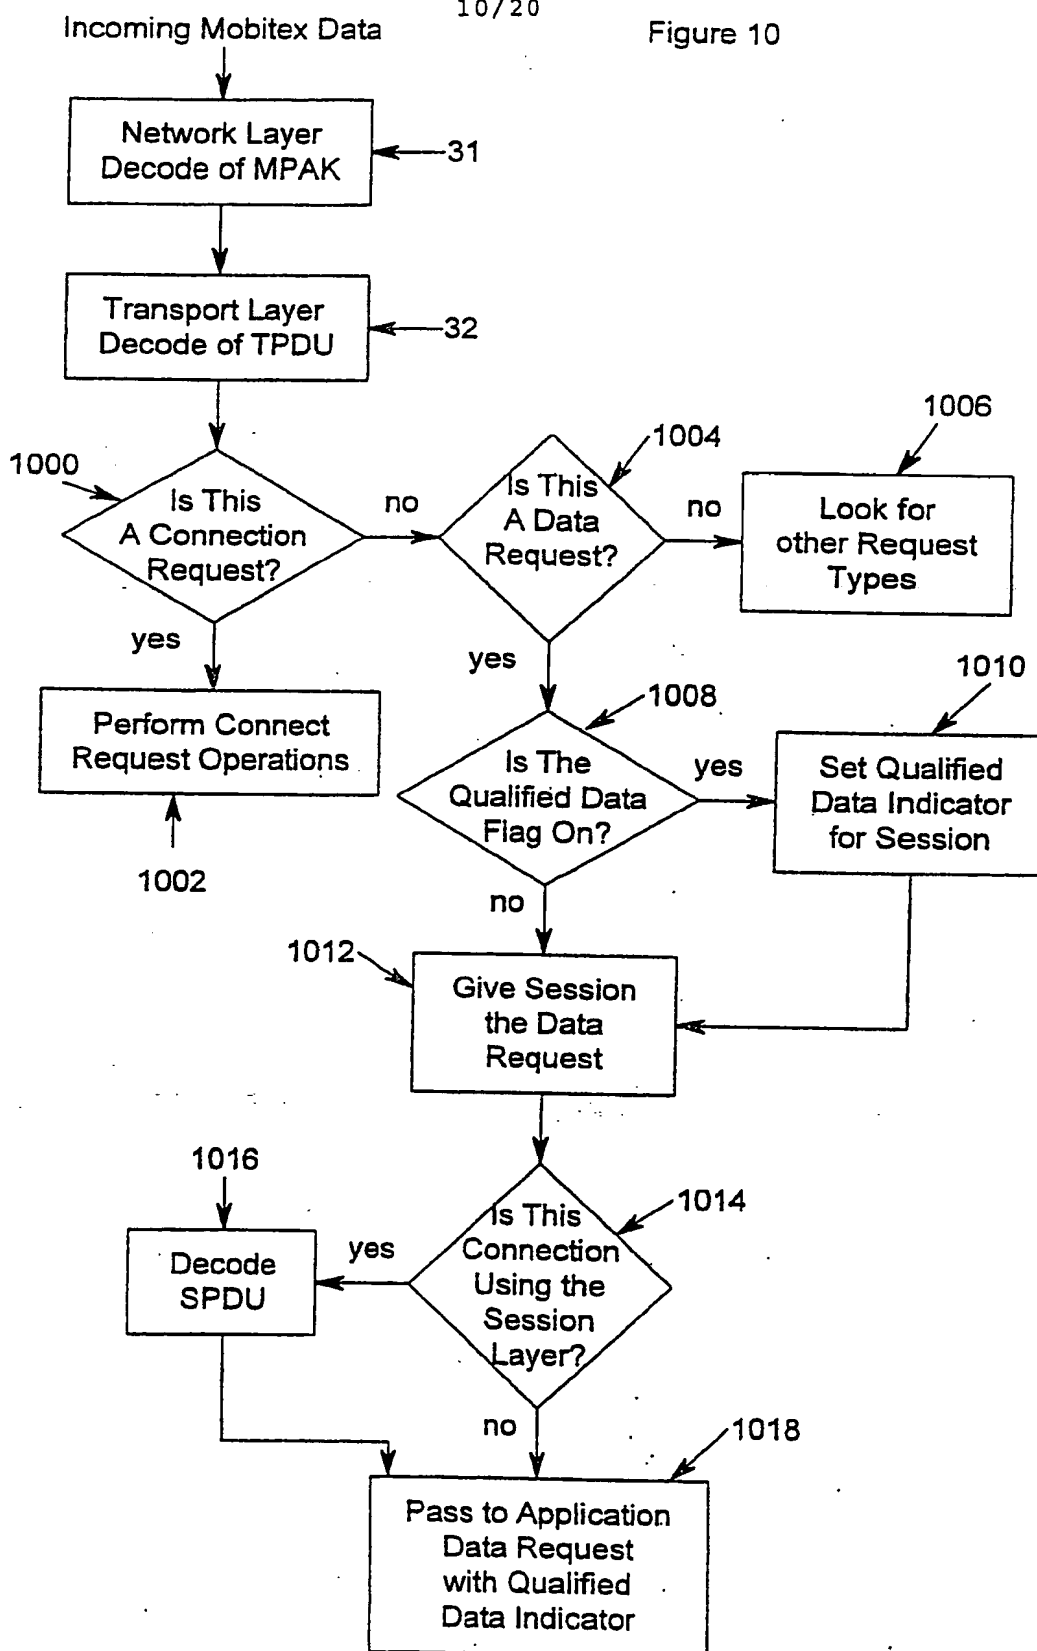 10/20
Incoming Mobitex Data
Figure 10
Network Layer
Decode of MPAK
31
Transport Layer
Decode of TPDU
32
1000
Is This
A Connection
Request?
no
yes
1004
Is This
A Data
Request?
no
yes
1006
Look for
other Request
Types
Perform Connect
Request Operations
1002
1008
Is The
Qualified Data
Flag On?
yes
no
1010
Set Qualified
Data Indicator
for Session
1012
Give Session
the Data
Request
1016
Decode
SPDU
yes
1014
Is This
Connection
Using the
Session
Layer?
no
1018
Pass to Application
Data Request
with Qualified
Data Indicator